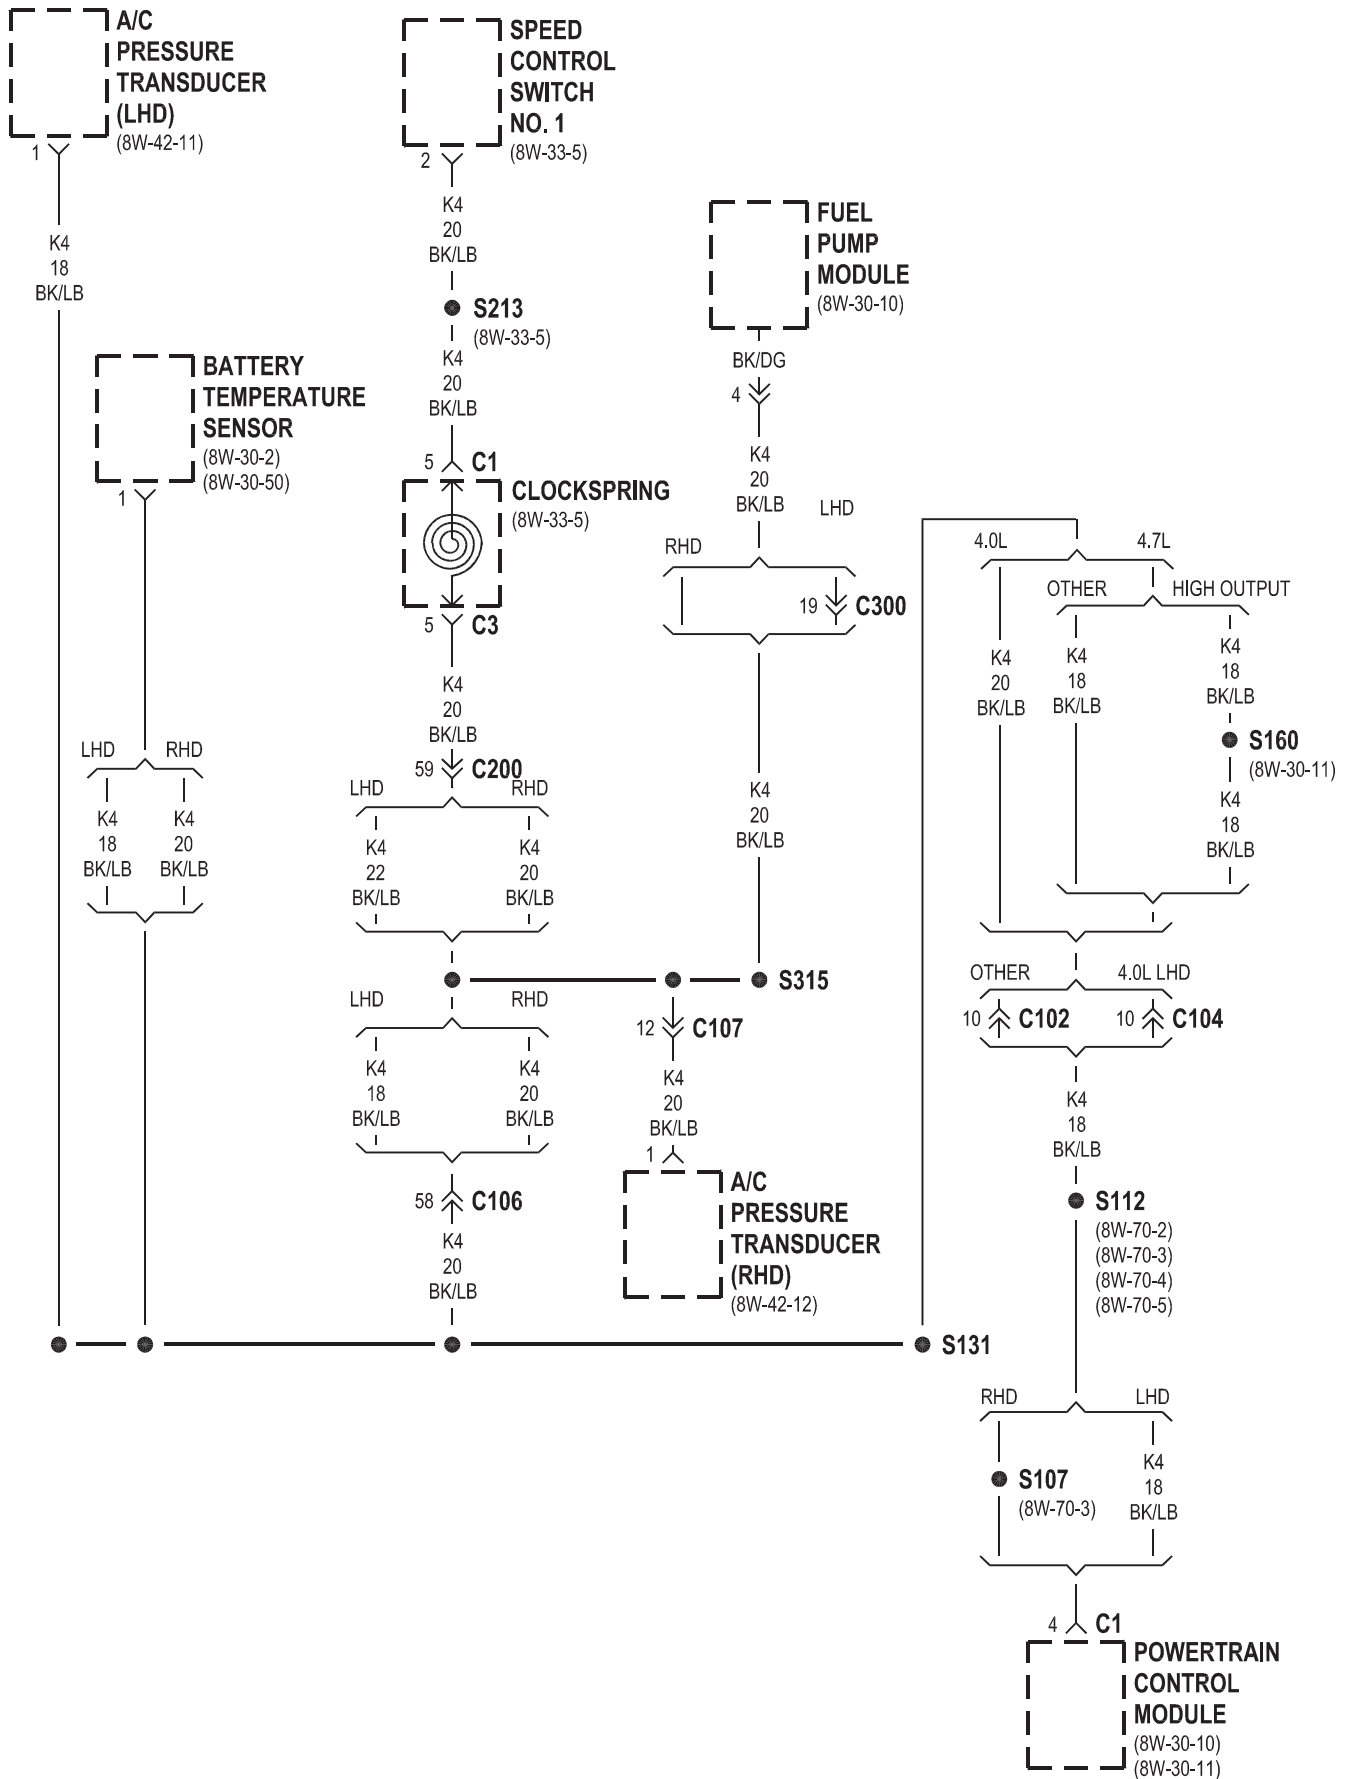 A/C
PRESSURE
TRANSDUCER
(LHD)
(8W-42-11)
1
K4
18
BK/LB
SPEED
CONTROL
SWITCH
NO. 1
(8W-33-5)
2
K4
20
BK/LB
S213
(8W-33-5)
K4
20
BK/LB
5
C1
CLOCKSPRING
(8W-33-5)
5
C3
K4
20
BK/LB
59
C200
LHD
RHD
K4
22
BK/LB
K4
20
BK/LB
BATTERY
TEMPERATURE
SENSOR
(8W-30-2)
(8W-30-50)
1
LHD
RHD
K4
18
BK/LB
K4
20
BK/LB
FUEL
PUMP
MODULE
(8W-30-10)
BK/DG
4
K4
20
BK/LB
LHD
RHD
19
C300
K4
20
BK/LB
S315
LHD
RHD
K4
18
BK/LB
K4
20
BK/LB
58
C106
K4
20
BK/LB
12
C107
K4
20
BK/LB
1
A/C
PRESSURE
TRANSDUCER
(RHD)
(8W-42-12)
S131
4.0L
4.7L
OTHER
HIGH OUTPUT
K4
20
BK/LB
K4
18
BK/LB
K4
18
BK/LB
S160
(8W-30-11)
K4
18
BK/LB
OTHER
4.0L LHD
10
C102
10
C104
K4
18
BK/LB
S112
(8W-70-2)
(8W-70-3)
(8W-70-4)
(8W-70-5)
RHD
LHD
S107
(8W-70-3)
K4
18
BK/LB
4
C1
POWERTRAIN
CONTROL
MODULE
(8W-30-10)
(8W-30-11)